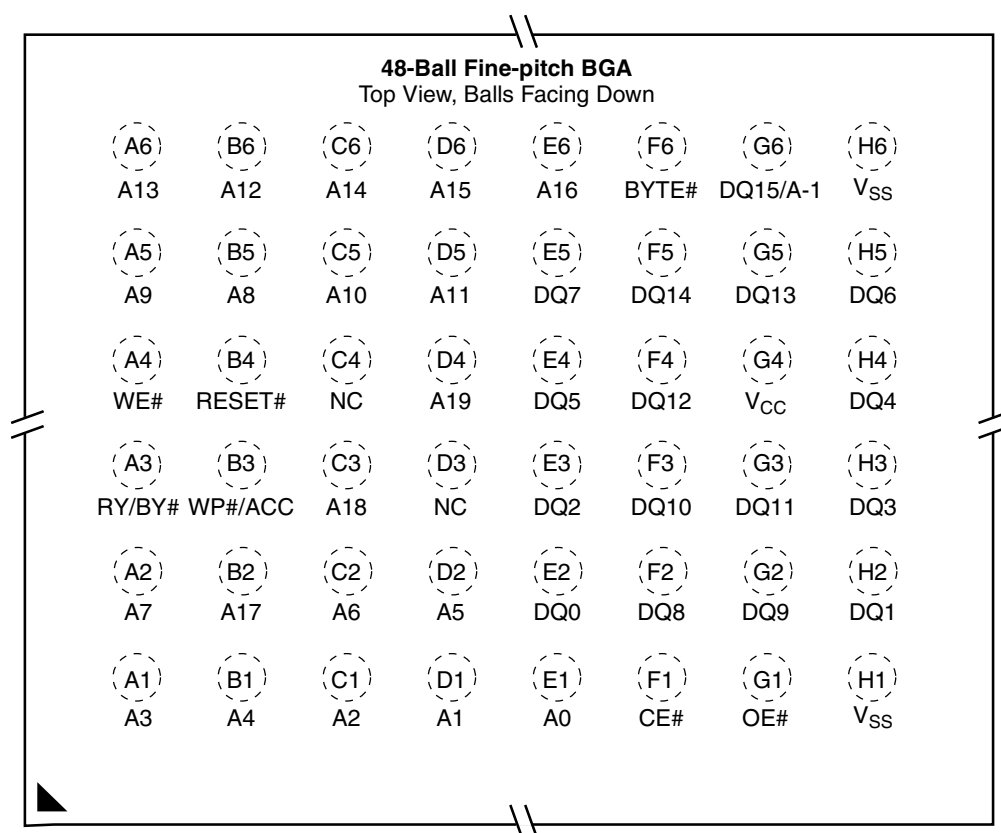 48-Ball Fine-pitch BGA
Top View, Balls Facing Down
A6 B6 C6 D6 E6 F6 G6 H6
A13 A12 A14 A15 A16 BYTE# DQ15/A-1 VSS
A5 B5 C5 D5 E5 F5 G5 H5
A9 A8 A10 A11 DQ7 DQ14 DQ13 DQ6
A4 B4 C4 D4 E4 F4 G4 H4
WE# RESET# NC A19 DQ5 DQ12 VCC DQ4
A3 B3 C3 D3 E3 F3 G3 H3
RY/BY# WP#/ACC A18 NC DQ2 DQ10 DQ11 DQ3
A2 B2 C2 D2 E2 F2 G2 H2
A7 A17 A6 A5 DQ0 DQ8 DQ9 DQ1
A1 B1 C1 D1 E1 F1 G1 H1
A3 A4 A2 A1 A0 CE# OE# VSS